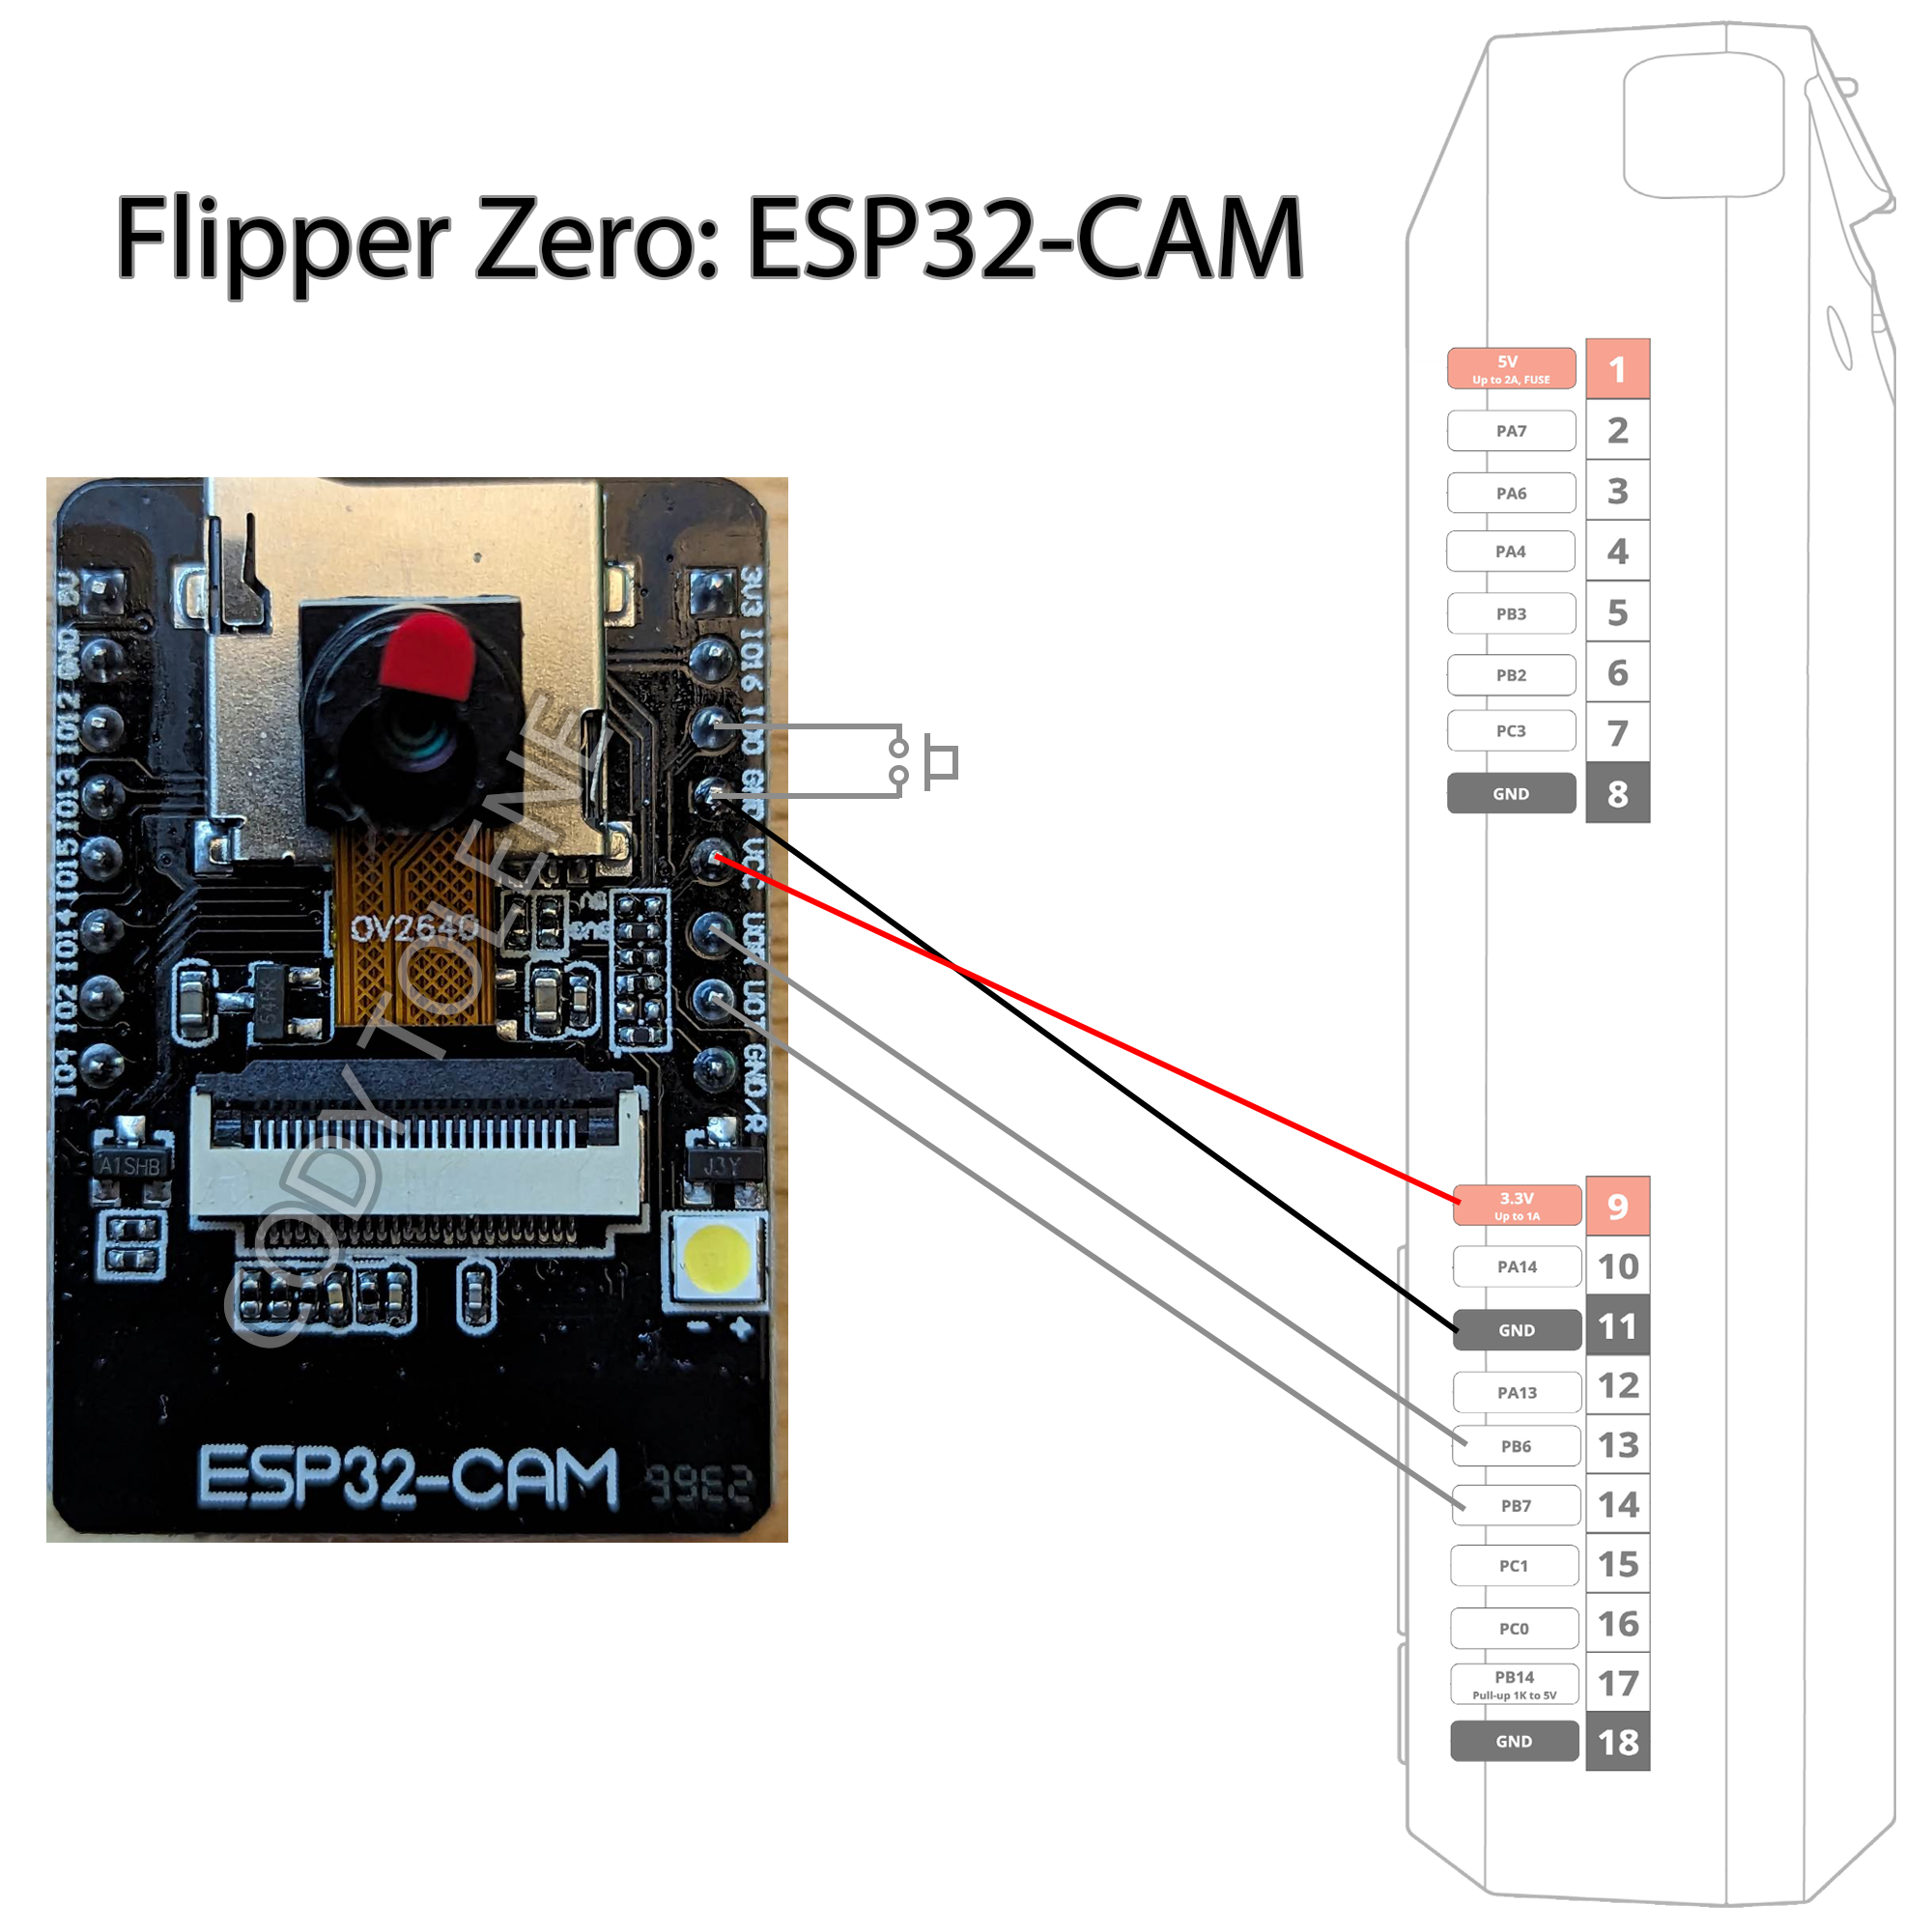 Flipper Zero: ESP32-CAM
5V
Up to 2A, FUSE
1
PA7
2
PA6
3
PA4
4
PB3
5
PB2
6
PC3
7
GND
8
5V
GND
IO12
IO13
IO15
IO14
IO2
IO4
3V3
IO16
IO0
GND
VCC
UOR
UOT
GND/R
OV2640
CODY TOLENE
A1SHB
J3Y
- +
ESP32-CAM
3.3V
Up to 1A
9
PA14
10
GND
11
PA13
12
PB6
13
PB7
14
PC1
15
PC0
16
PB14
Pull-up 1K to 5V
17
GND
18